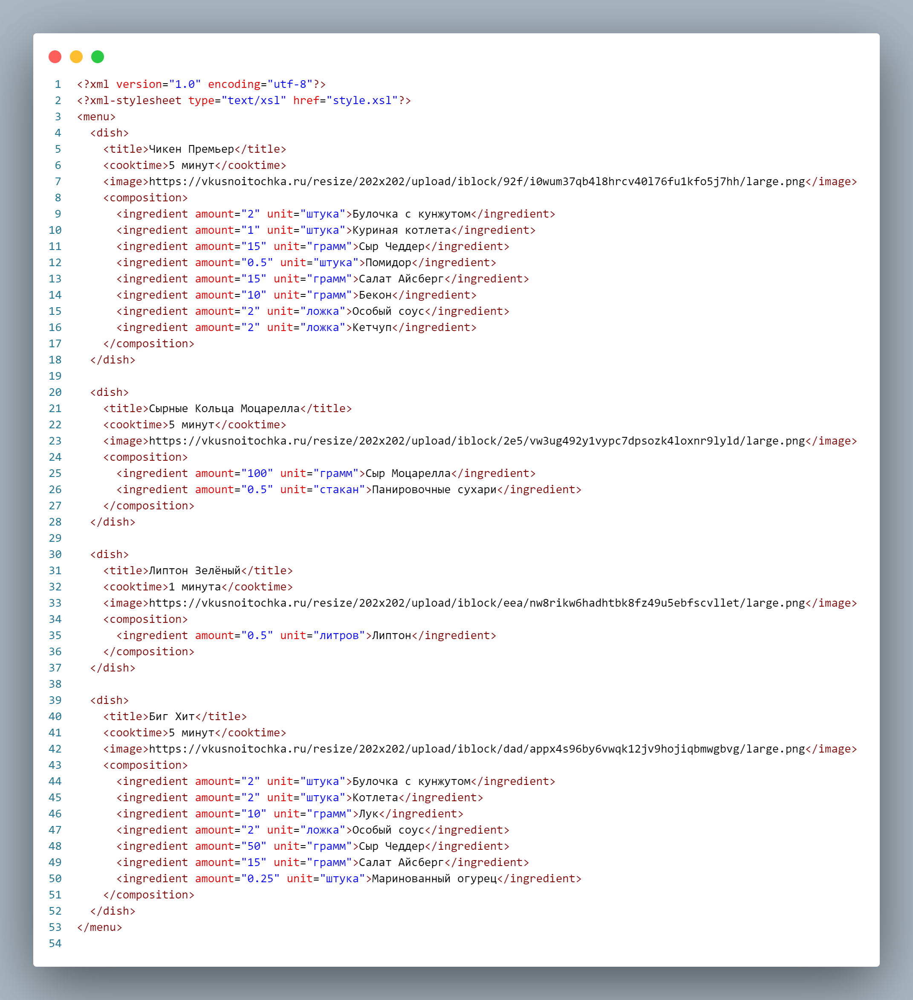 1 <?xml version="1.0" encoding="utf-8"?>
2 <?xml-stylesheet type="text/xsl" href="style.xsl"?>
3 <menu>
4   <dish>
5     <title>Чикен Премьер</title>
6     <cooktime>5 минут</cooktime>
7     <image>https://vkusnoitochka.ru/resize/202x202/upload/iblock/92f/i0wum37qb4l8hrcv40l76fu1kfo5j7hh/large.png</image>
8     <composition>
9       <ingredient amount="2" unit="штука">Булочка с кунжутом</ingredient>
10       <ingredient amount="1" unit="штука">Куриная котлета</ingredient>
11       <ingredient amount="15" unit="грамм">Сыр Чеддер</ingredient>
12       <ingredient amount="0.5" unit="штука">Помидор</ingredient>
13       <ingredient amount="15" unit="грамм">Салат Айсберг</ingredient>
14       <ingredient amount="10" unit="грамм">Бекон</ingredient>
15       <ingredient amount="2" unit="ложка">Особый соус</ingredient>
16       <ingredient amount="2" unit="ложка">Кетчуп</ingredient>
17     </composition>
18   </dish>
19
20   <dish>
21     <title>Сырные Кольца Моцарелла</title>
22     <cooktime>5 минут</cooktime>
23     <image>https://vkusnoitochka.ru/resize/202x202/upload/iblock/2e5/vw3ug492y1vypc7dpsozk4loxnr9lyld/large.png</image>
24     <composition>
25       <ingredient amount="100" unit="грамм">Сыр Моцарелла</ingredient>
26       <ingredient amount="0.5" unit="стакан">Панировочные сухари</ingredient>
27     </composition>
28   </dish>
29
30   <dish>
31     <title>Липтон Зелёный</title>
32     <cooktime>1 минута</cooktime>
33     <image>https://vkusnoitochka.ru/resize/202x202/upload/iblock/eea/nw8rikw6hadhtbk8fz49u5ebfscvllet/large.png</image>
34     <composition>
35       <ingredient amount="0.5" unit="литров">Липтон</ingredient>
36     </composition>
37   </dish>
38
39   <dish>
40     <title>Биг Хит</title>
41     <cooktime>5 минут</cooktime>
42     <image>https://vkusnoitochka.ru/resize/202x202/upload/iblock/dad/appx4s96by6vwqk12jv9hojiqbmwgbvg/large.png</image>
43     <composition>
44       <ingredient amount="2" unit="штука">Булочка с кунжутом</ingredient>
45       <ingredient amount="2" unit="штука">Котлета</ingredient>
46       <ingredient amount="10" unit="грамм">Лук</ingredient>
47       <ingredient amount="2" unit="ложка">Особый соус</ingredient>
48       <ingredient amount="50" unit="грамм">Сыр Чеддер</ingredient>
49       <ingredient amount="15" unit="грамм">Салат Айсберг</ingredient>
50       <ingredient amount="0.25" unit="штука">Маринованный огурец</ingredient>
51     </composition>
52   </dish>
53 </menu>
54